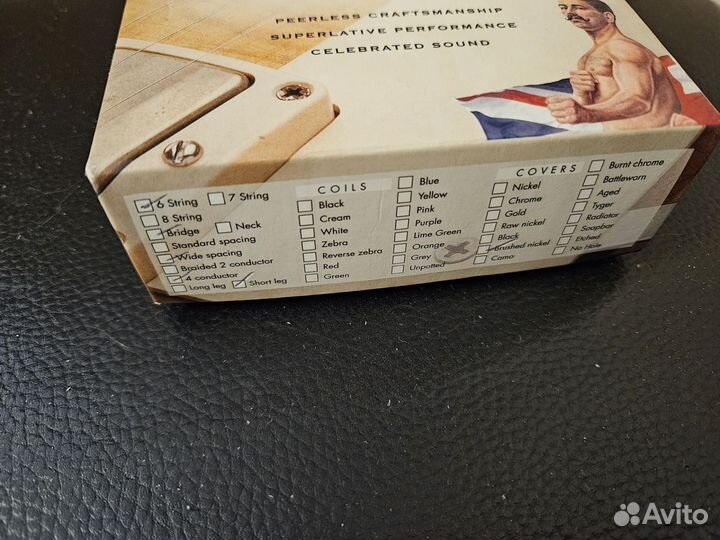 PEERLESS CRAFTSMANSHIP
SUPERLATIVE PERFORMANCE
CELEBRATED SOUND
6 String 7 String
8 String
Bridge Neck
Standard spacing
Wide spacing
Braided 2 conductor
4 conductor
Long leg Short leg
COILS
Black
Cream
White
Zebra
Reverse zebra
Red
Green
Blue
Yellow
Pink
Purple
Lime Green
Orange
Grey
Unpotted
COVERS
Nickel
Chrome
Gold
Raw nickel
Black
Brushed nickel
Camo
Burnt chrome
Battleworn
Aged
Tyger
Radiator
Soapbar
Etched
No Hole
Avito